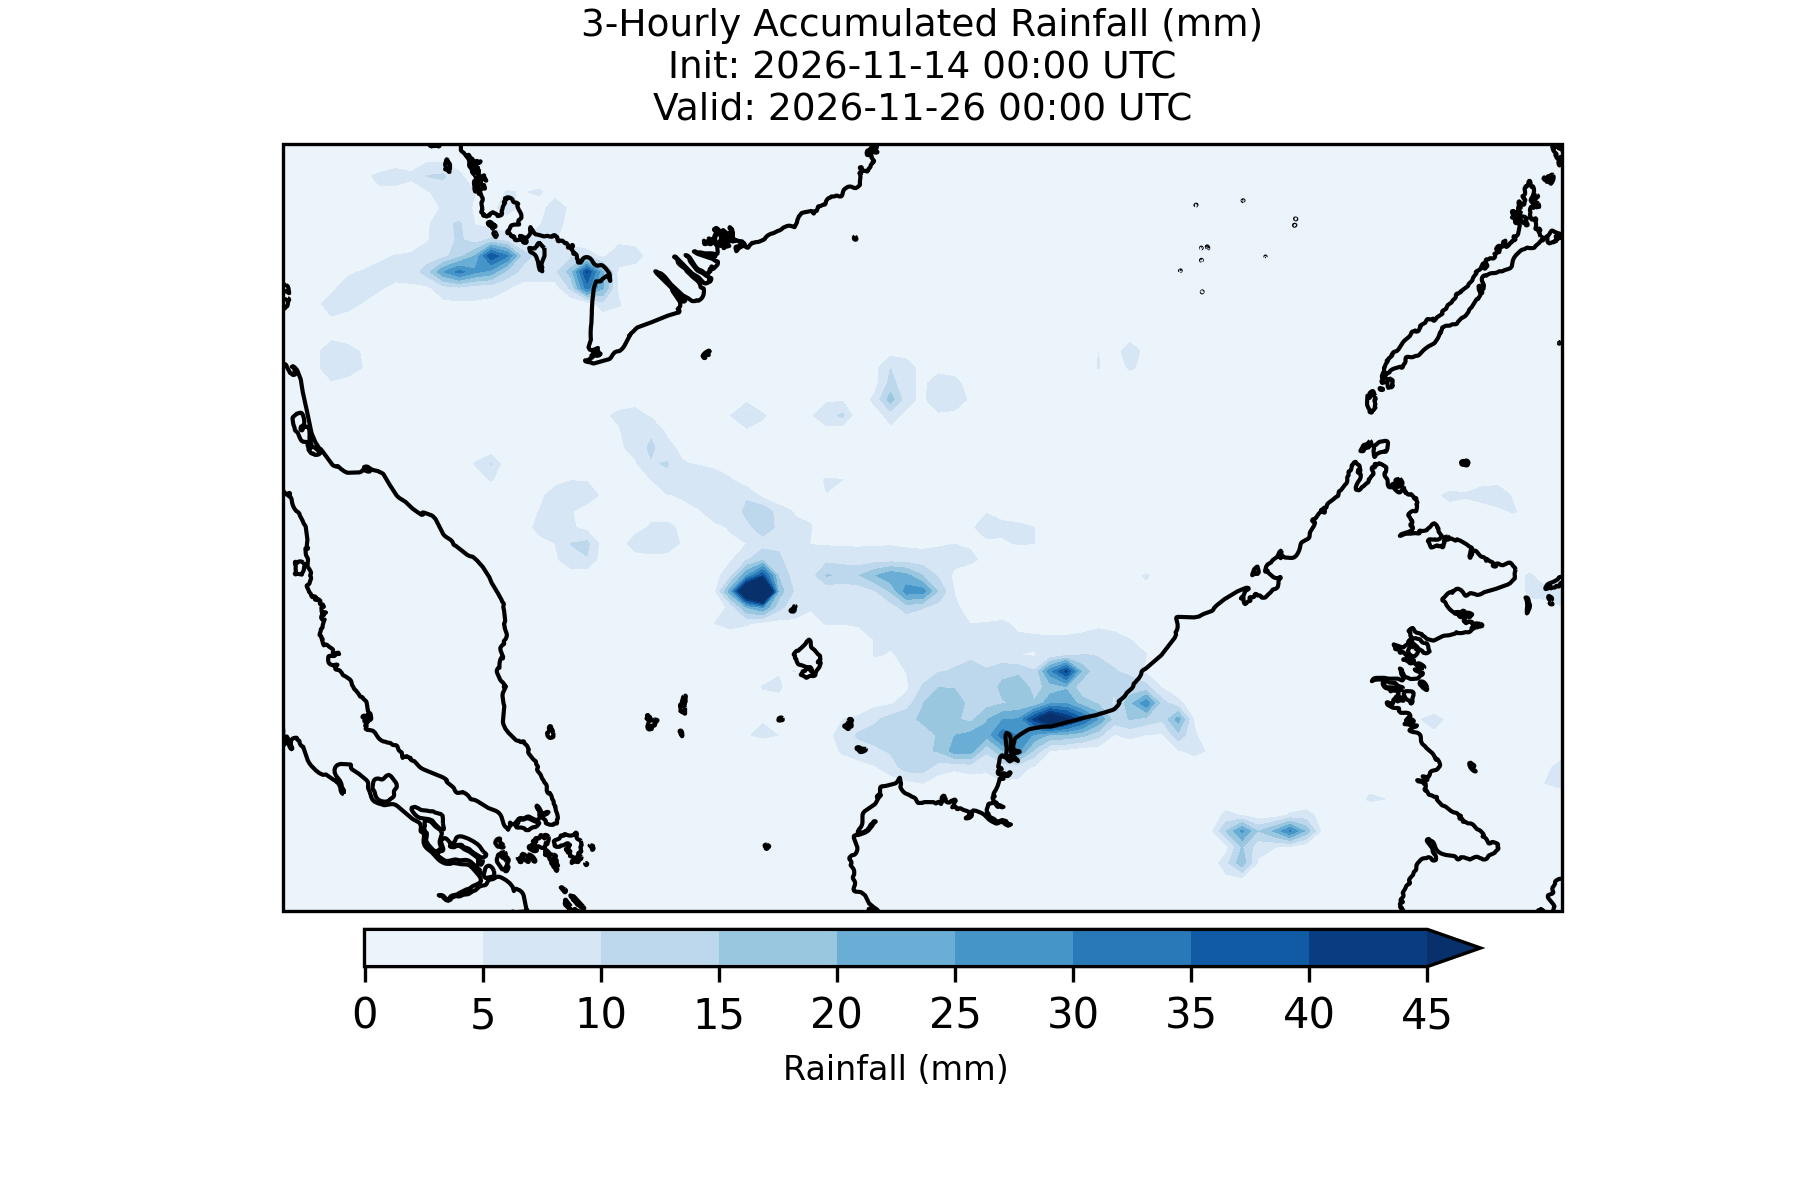 3-Hourly Accumulated Rainfall (mm)
Init: 2026-11-14 00:00 UTC
Valid: 2026-11-26 00:00 UTC
0 5 10 15 20 25 30 35 40 45
Rainfall (mm)